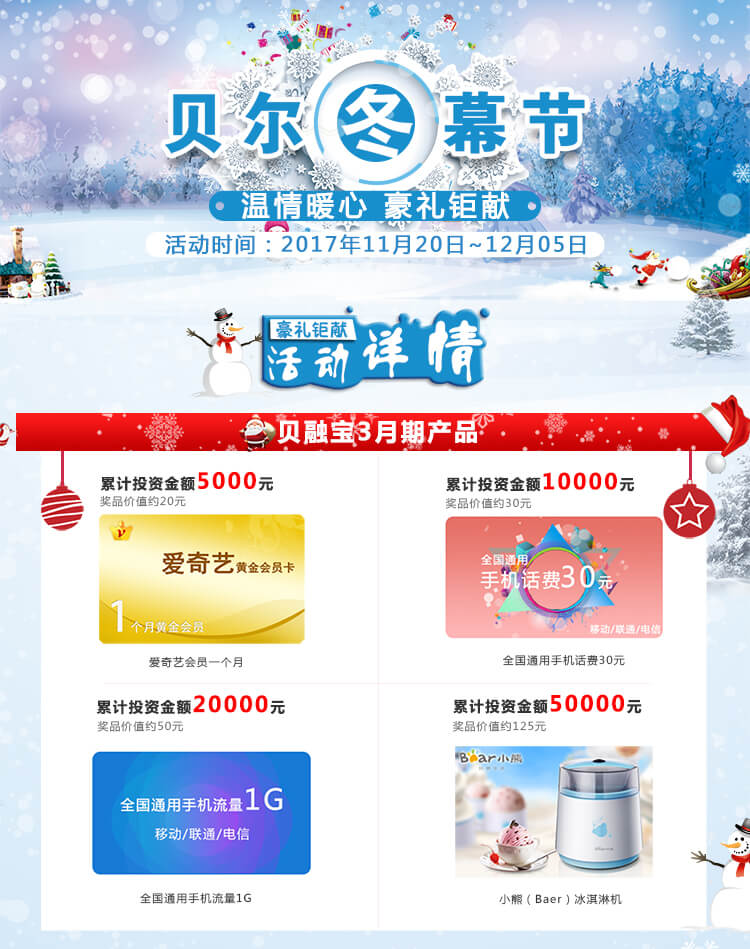 贝尔冬幕节
温情暖心 豪礼钜献
活动时间：2017年11月20日~12月05日
豪礼钜献
活动详情
贝融宝3月期产品
累计投资金额5000元
奖品价值约20元
爱奇艺黄金会员卡
1个月黄金会员
爱奇艺会员一个月
累计投资金额10000元
奖品价值约30元
全国通用
手机话费30元
移动/联通/电信
全国通用手机话费30元
累计投资金额20000元
奖品价值约50元
全国通用手机流量1G
移动/联通/电信
全国通用手机流量1G
累计投资金额50000元
奖品价值约125元
Bear小熊
小熊（Baer）冰淇淋机